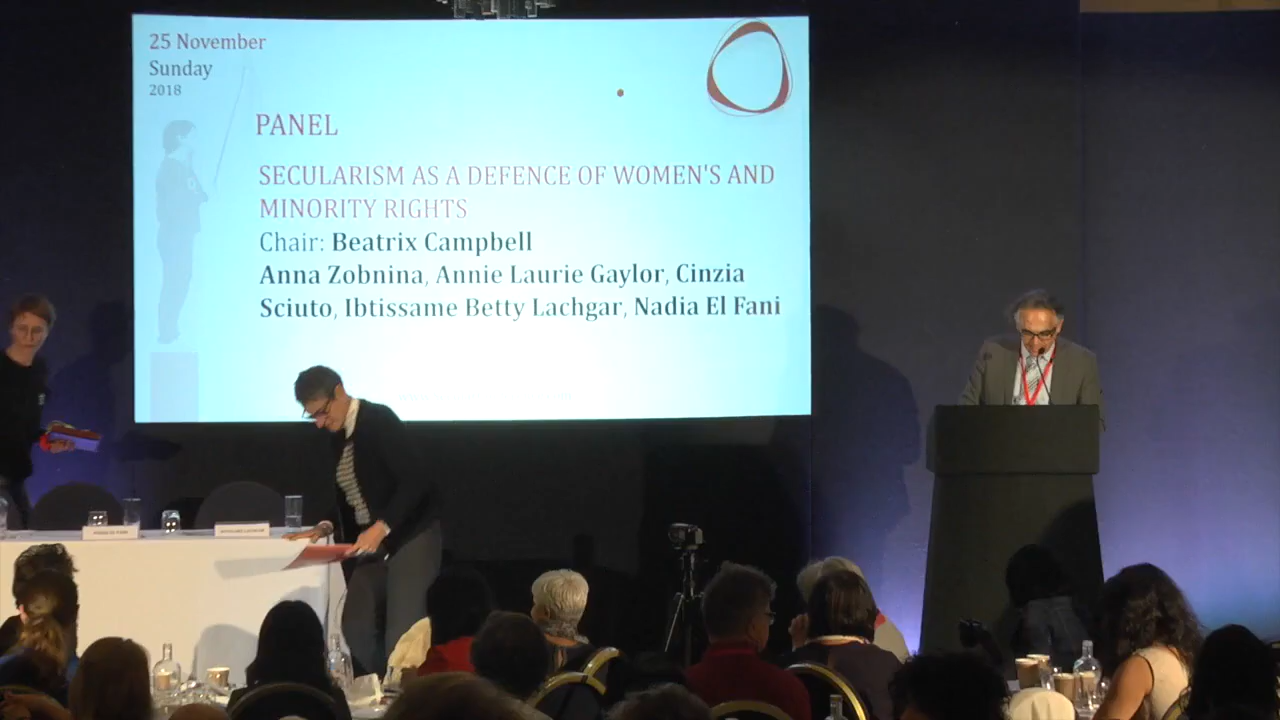 25 November
Sunday
2018
PANEL
SECULARISM AS A DEFENCE OF WOMEN'S AND
MINORITY RIGHTS
Chair: Beatrix Campbell
Anna Zobnina, Annie Laurie Gaylor, Cinzia
Sciuto, Ibtissame Betty Lachgar, Nadia El Fani